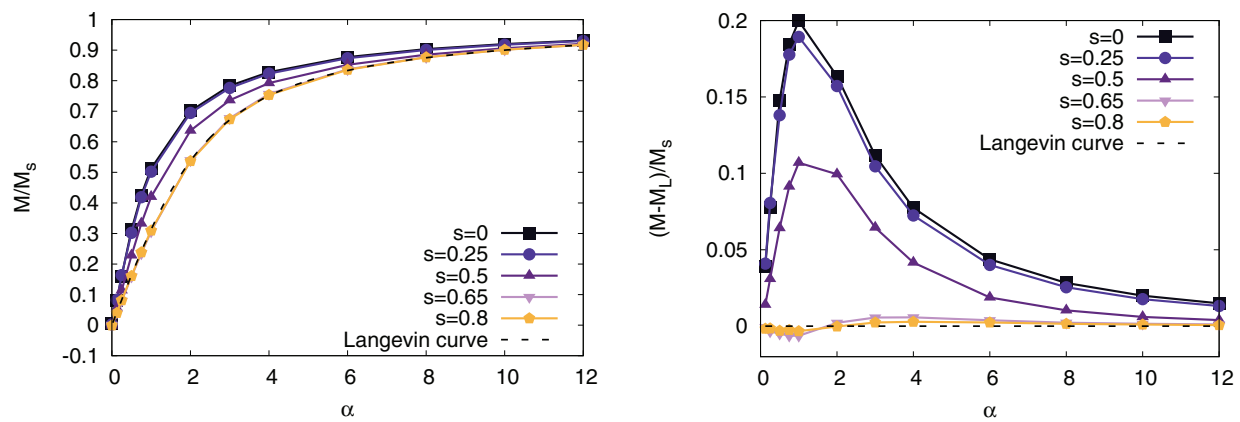 1
0.9
0.8
0.7
0.6
0.5
0.4
0.3
0.2
0.1
0
-0.1
M/Ms
s=0
s=0.25
s=0.5
s=0.65
s=0.8
Langevin curve
0 2 4 6 8 10 12
α
0.2
0.15
0.1
0.05
0
(M-ML)/Ms
s=0
s=0.25
s=0.5
s=0.65
s=0.8
Langevin curve
0 2 4 6 8 10 12
α